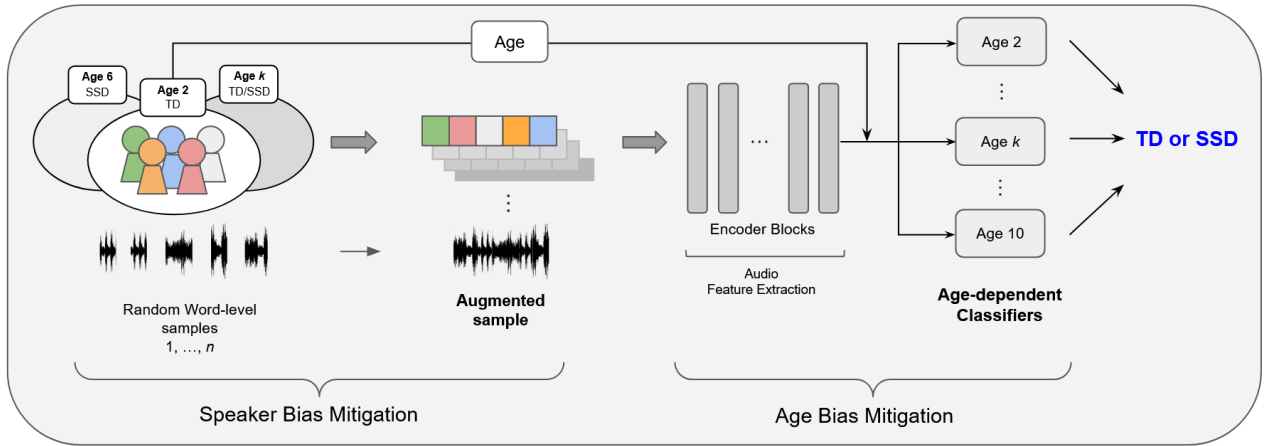 Age
Age 6
SSD
Age 2
TD
Age k
TD/SSD
Age 2
⋮
Age k
⋮
Age 10
TD or SSD
...
⋮
Encoder Blocks
Audio
Feature Extraction
Random Word-level
samples
1, ..., n
Augmented
sample
Age-dependent
Classifiers
Speaker Bias Mitigation
Age Bias Mitigation